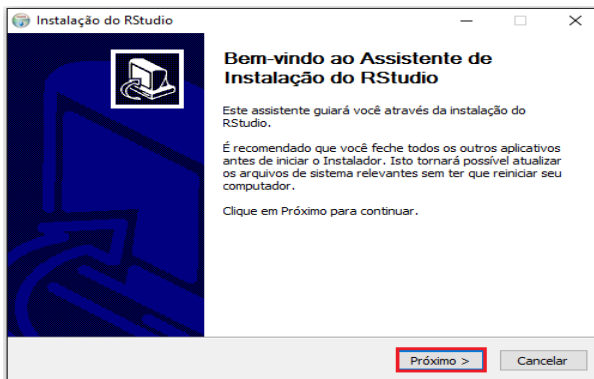 Instalação do RStudio
Bem-vindo ao Assistente de
Instalação do RStudio
Este assistente guiará você através da instalação do
RStudio.
É recomendado que você feche todos os outros aplicativos
antes de iniciar o Instalador. Isto tornará possível atualizar
os arquivos de sistema relevantes sem ter que reiniciar seu
computador.
Clique em Próximo para continuar.
Próximo >
Cancelar